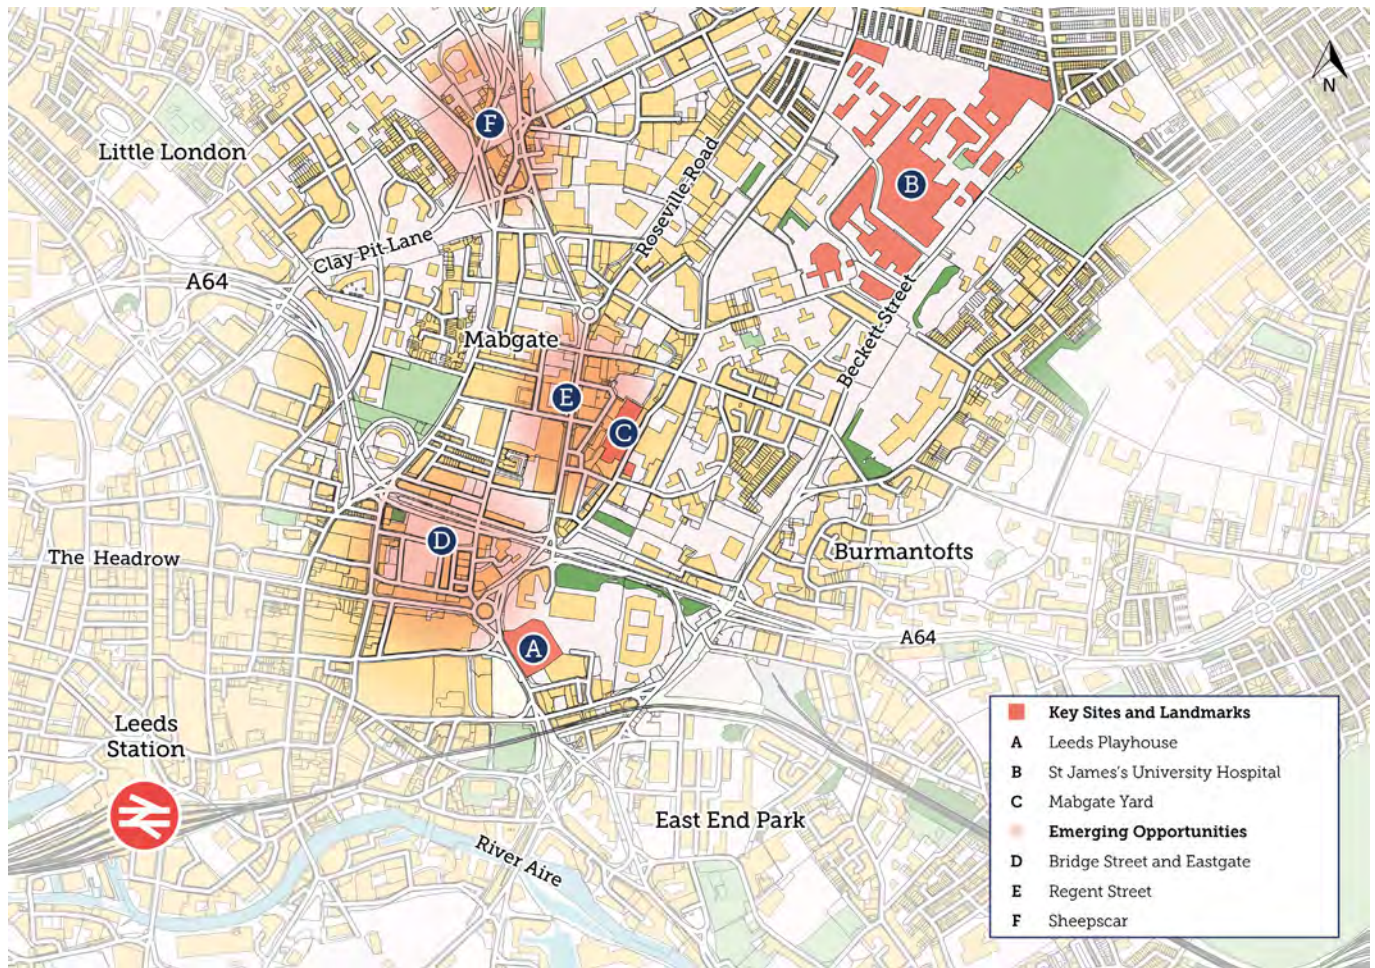 N
F
Little London
B
Roseville Road
Clay Pit Lane
A64
Beckett Street
Mabgate
E
C
D
The Headrow
Burmantofts
A
A64
Leeds
Station
East End Park
River Aire
Key Sites and Landmarks
A Leeds Playhouse
B St James's University Hospital
C Mabgate Yard
Emerging Opportunities
D Bridge Street and Eastgate
E Regent Street
F Sheepscar